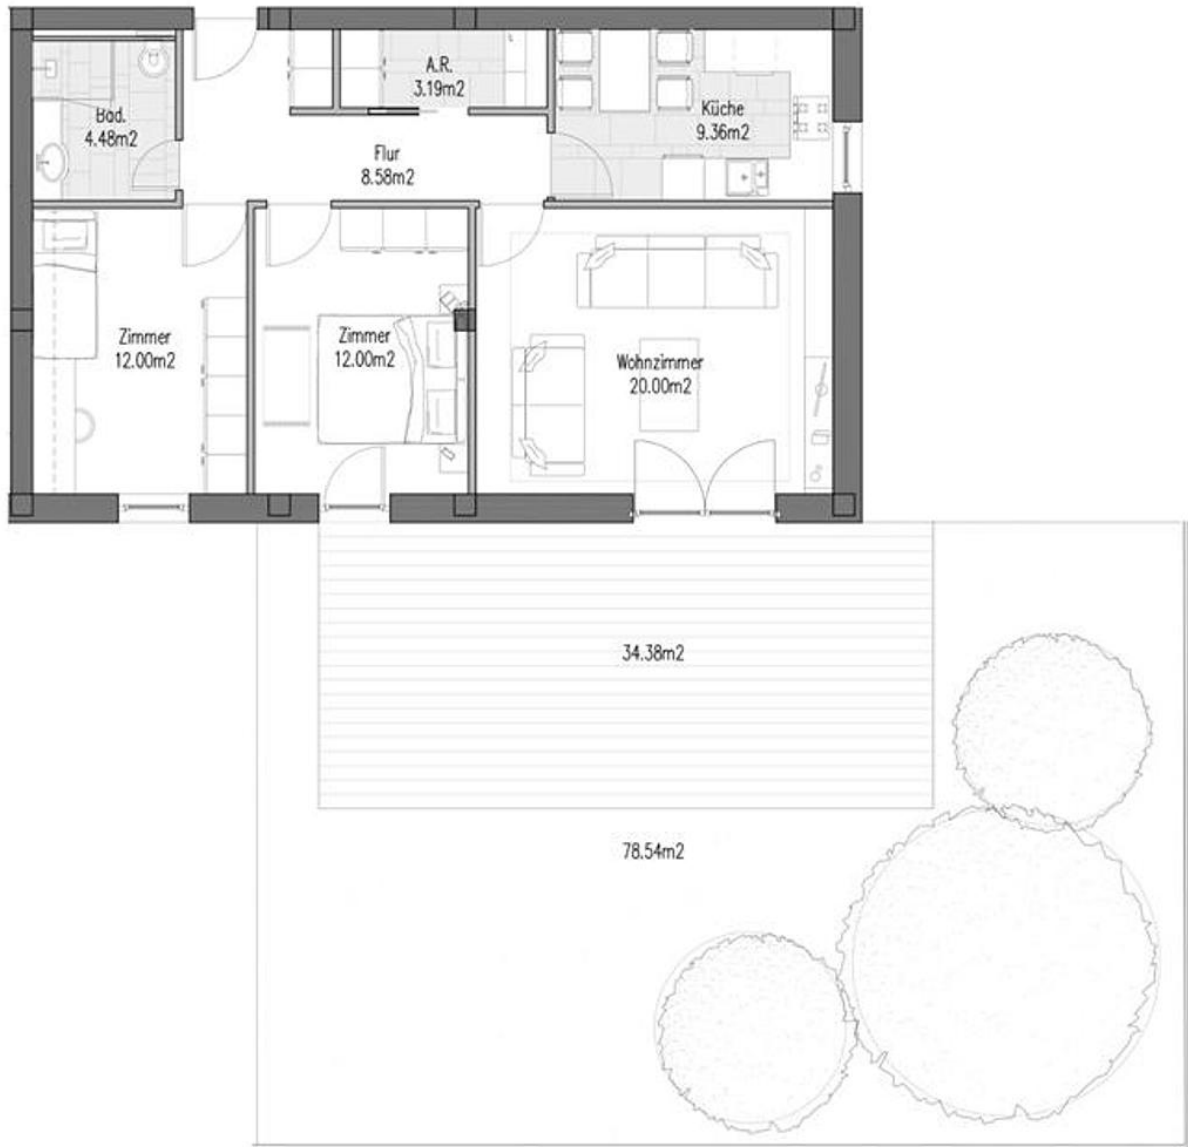 A.R.
3.19m2
Bad.
4.48m2
Küche
9.36m2
Flur
8.58m2
Zimmer
12.00m2
Zimmer
12.00m2
Wohnzimmer
20.00m2
34.38m2
78.54m2